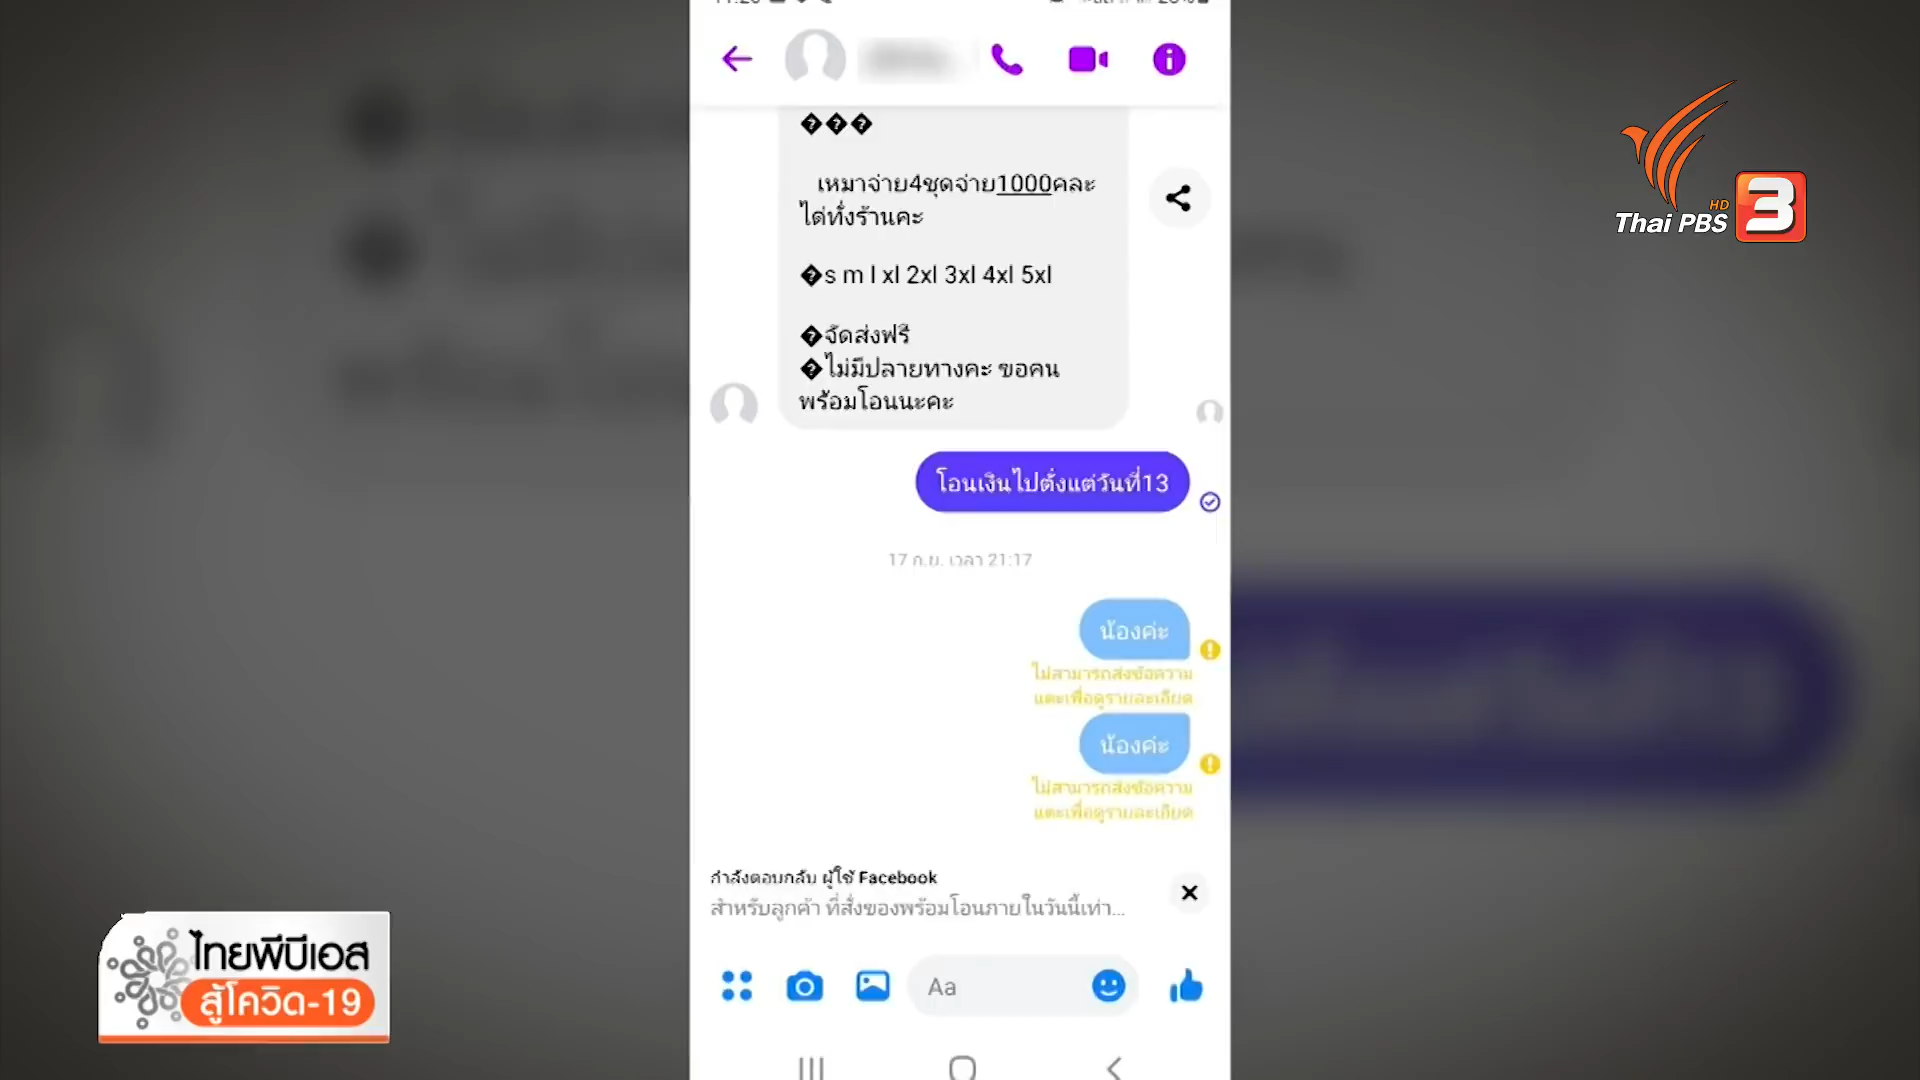 ���
เหมาจ่าย4ชุดจ่าย1000คละ
ได่ทั่งร้านคะ
�s m l xl 2xl 3xl 4xl 5xl
�จัดส่งฟรี
�ไม่มีปลายทางคะ ขอคน
พร้อมโอนนะคะ
โอนเงินไปตั่งแต่วันที่13
17 ก.ย. เวลา 21:17
น้องค่ะ
ไม่สามารถส่งข้อความ
แตะเพื่อดูรายละเอียด
น้องค่ะ
ไม่สามารถส่งข้อความ
แตะเพื่อดูรายละเอียด
กำลังตอบกลับ ผู้ใช้ Facebook
สำหรับลูกค้า ที่สั่งของพร้อมโอนภายในวันนี้เท่า...
Aa
HD
Thai PBS 3
ไทยพีบีเอส
สู้โควิด-19